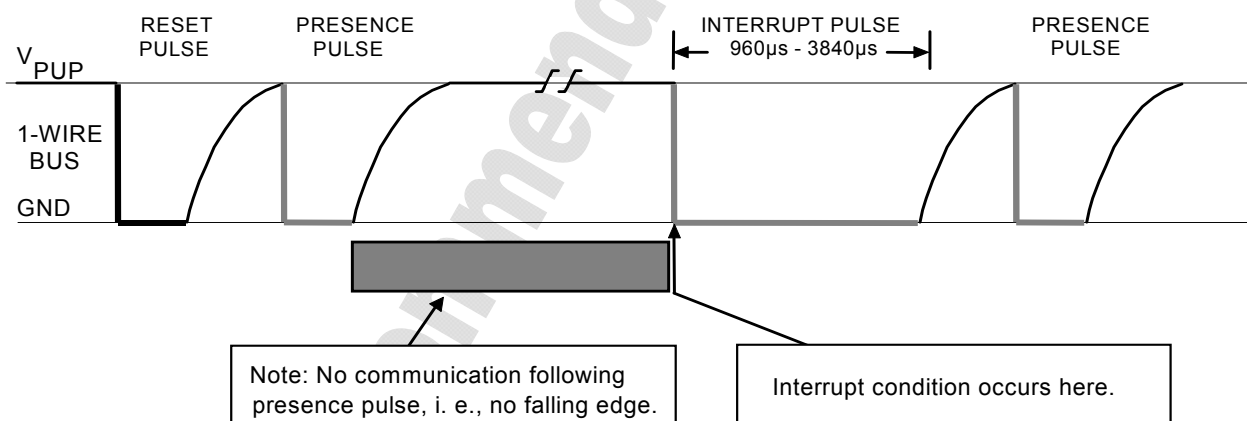 RESET
PULSE
PRESENCE
PULSE
INTERRUPT PULSE
960µs - 3840µs
PRESENCE
PULSE
VPUP
1-WIRE
BUS
GND
Note: No communication following
presence pulse, i. e., no falling edge.
Interrupt condition occurs here.